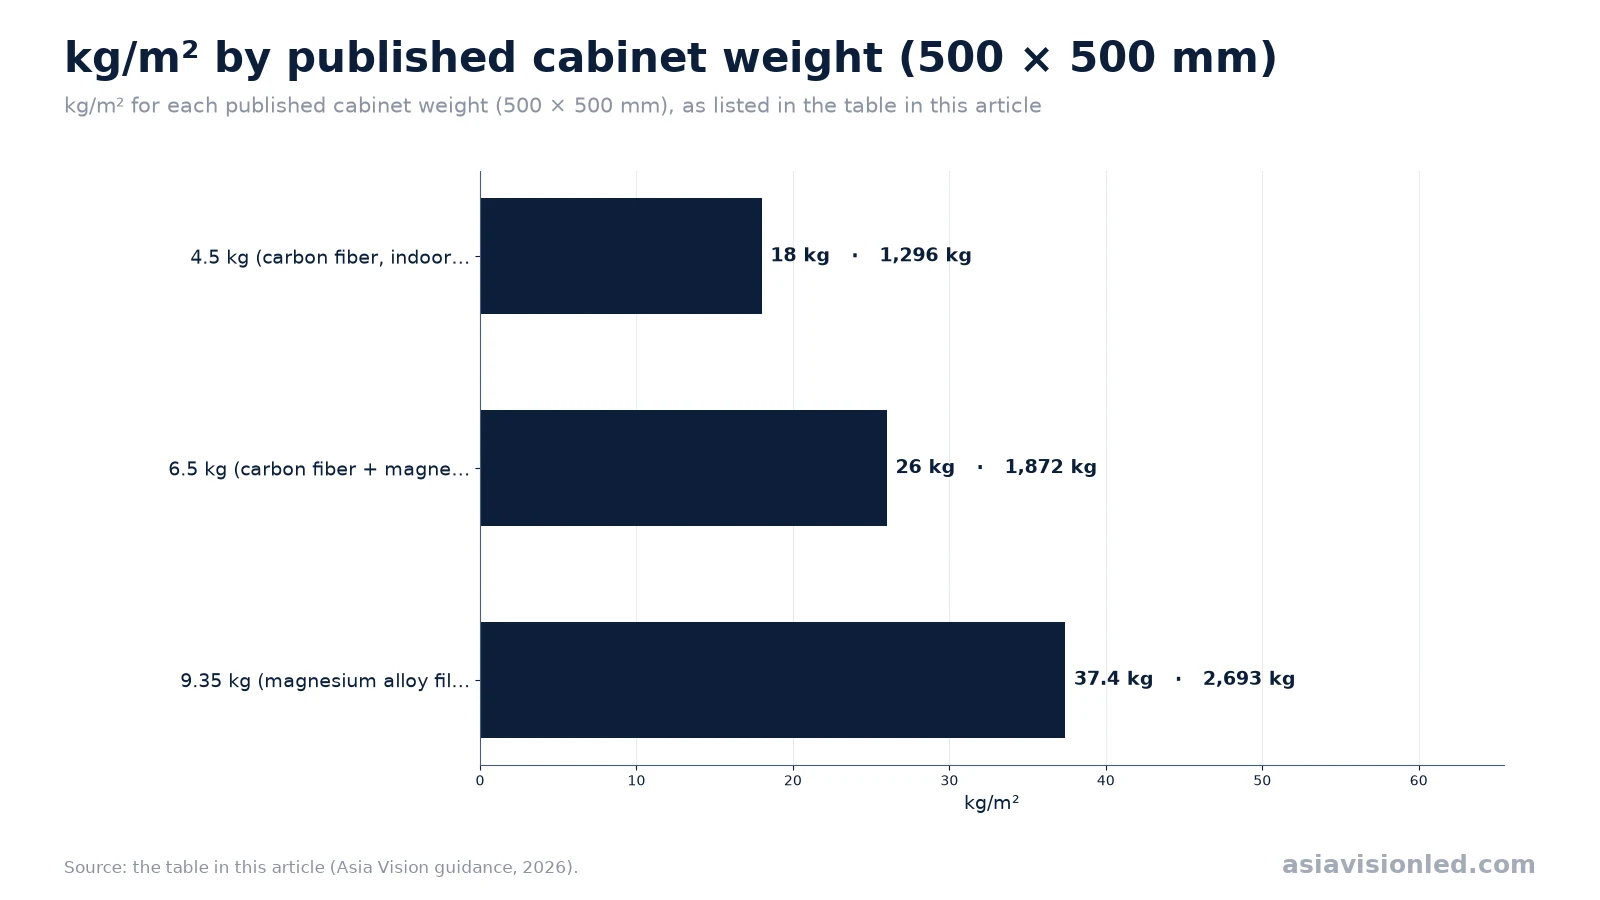 kg/m² by published cabinet weight (500 × 500 mm)
kg/m² for each published cabinet weight (500 × 500 mm), as listed in the table in this article
4.5 kg (carbon fiber, indoor…
18 kg · 1,296 kg
6.5 kg (carbon fiber + magne…
26 kg · 1,872 kg
9.35 kg (magnesium alloy fil…
37.4 kg · 2,693 kg
0 10 20 30 40 50 60
kg/m²
Source: the table in this article (Asia Vision guidance, 2026).
asiavisionled.com